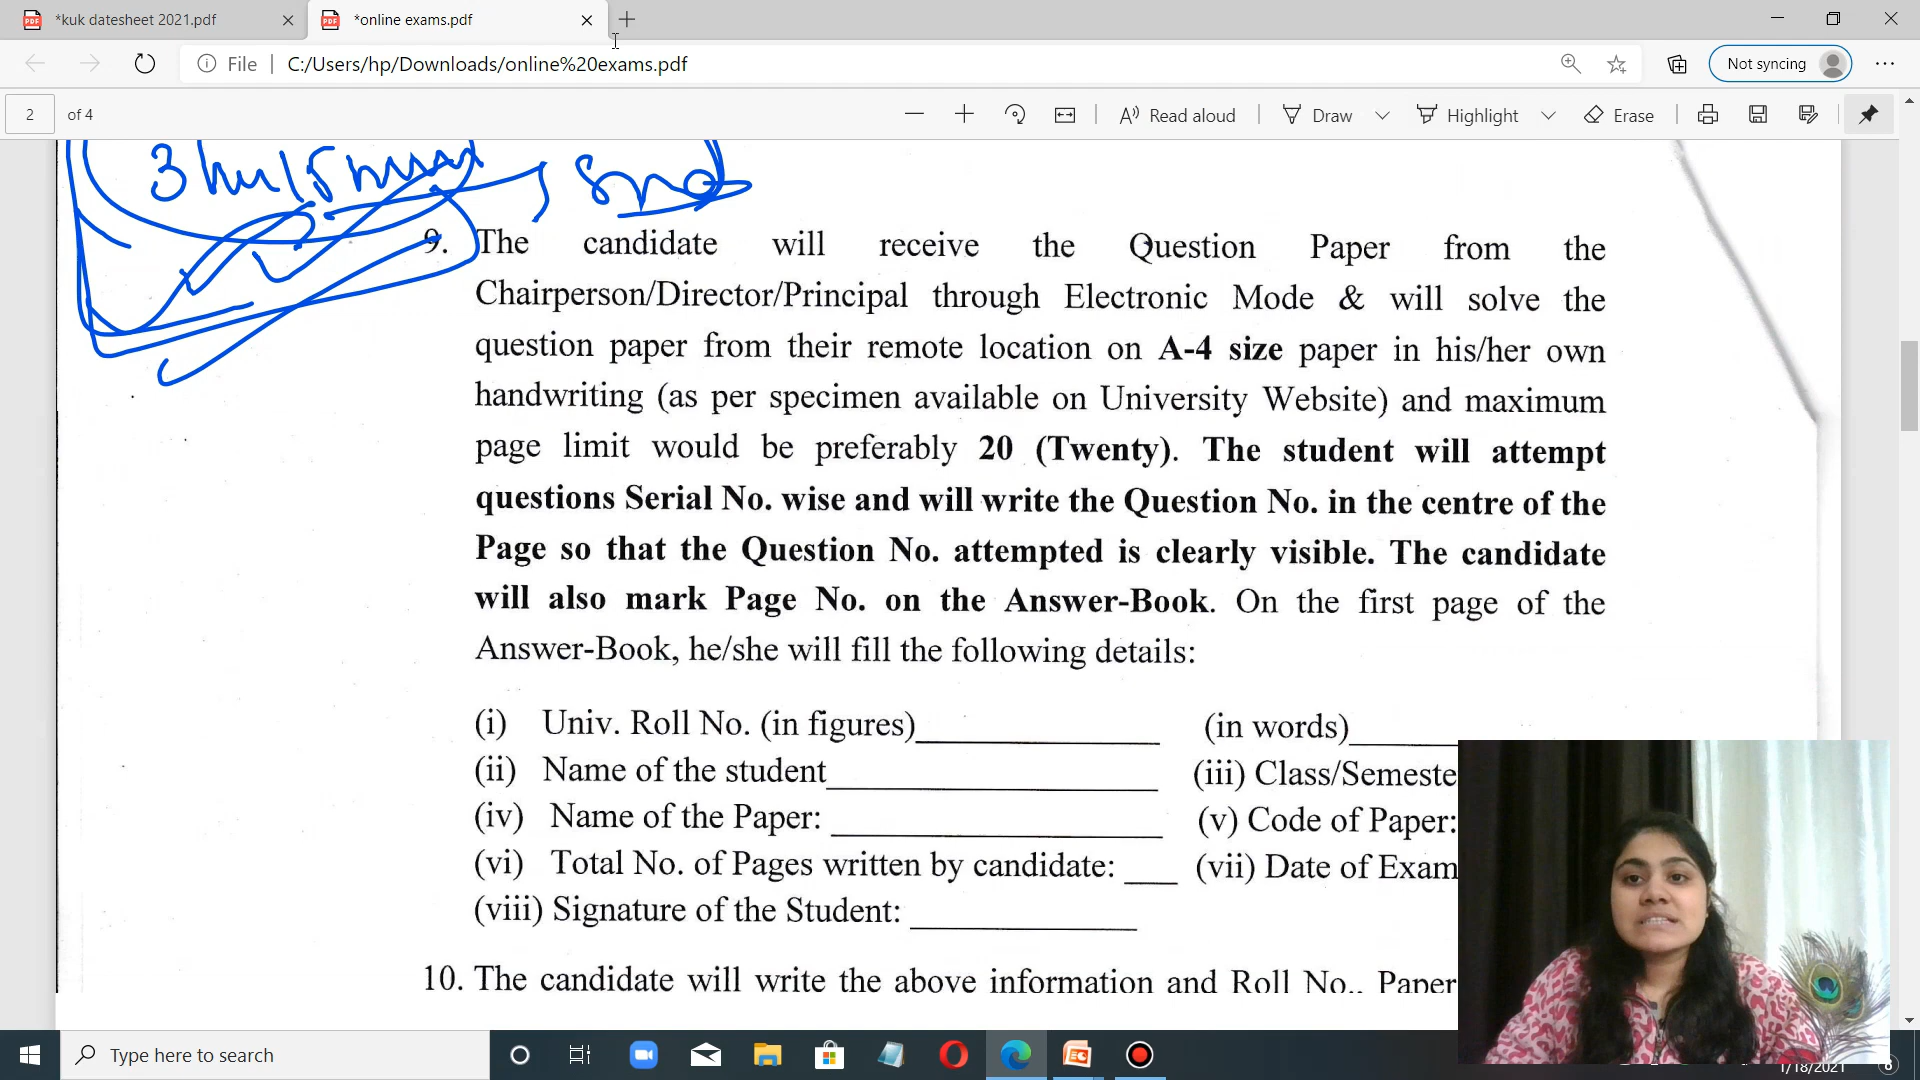 *kuk datesheet 2021.pdf
*online exams.pdf
File
C:/Users/hp/Downloads/online%20exams.pdf
Not syncing
2
of 4
Read aloud
Draw
Highlight
Erase
9. The candidate will receive the Question Paper from the
Chairperson/Director/Principal through Electronic Mode & will solve the
question paper from their remote location on A-4 size paper in his/her own
handwriting (as per specimen available on University Website) and maximum
page limit would be preferably 20 (Twenty). The student will attempt
questions Serial No. wise and will write the Question No. in the centre of the
Page so that the Question No. attempted is clearly visible. The candidate
will also mark Page No. on the Answer-Book. On the first page of the
Answer-Book, he/she will fill the following details:
(i) Univ. Roll No. (in figures)____________ (in words)______
(ii) Name of the student________________ (iii) Class/Semeste
(iv) Name of the Paper: ________________ (v) Code of Paper:
(vi) Total No. of Pages written by candidate: ___ (vii) Date of Exam
(viii) Signature of the Student: ___________
10. The candidate will write the above information and Roll No., Paper
Type here to search
1/18/2021